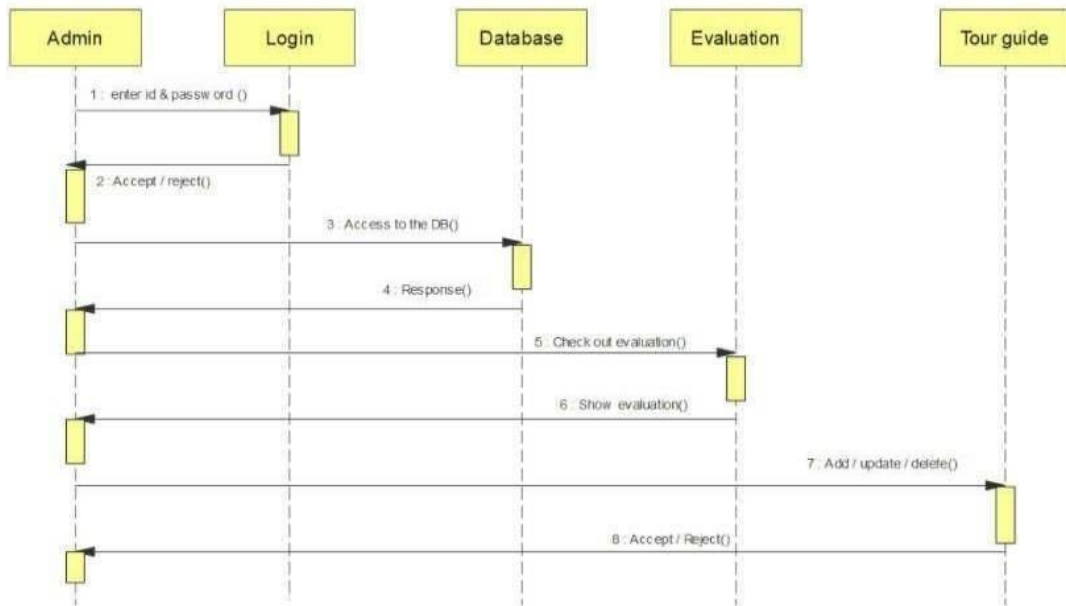 Admin
Login
Database
Evaluation
Tour guide
1 : enter id & passw ord ()
2 : Accept / reject()
3 : Access to the DB()
4 : Response()
5 : Check out evaluation()
6 : Show evaluation()
7 : Add / update / delete()
8 : Accept / Reject()